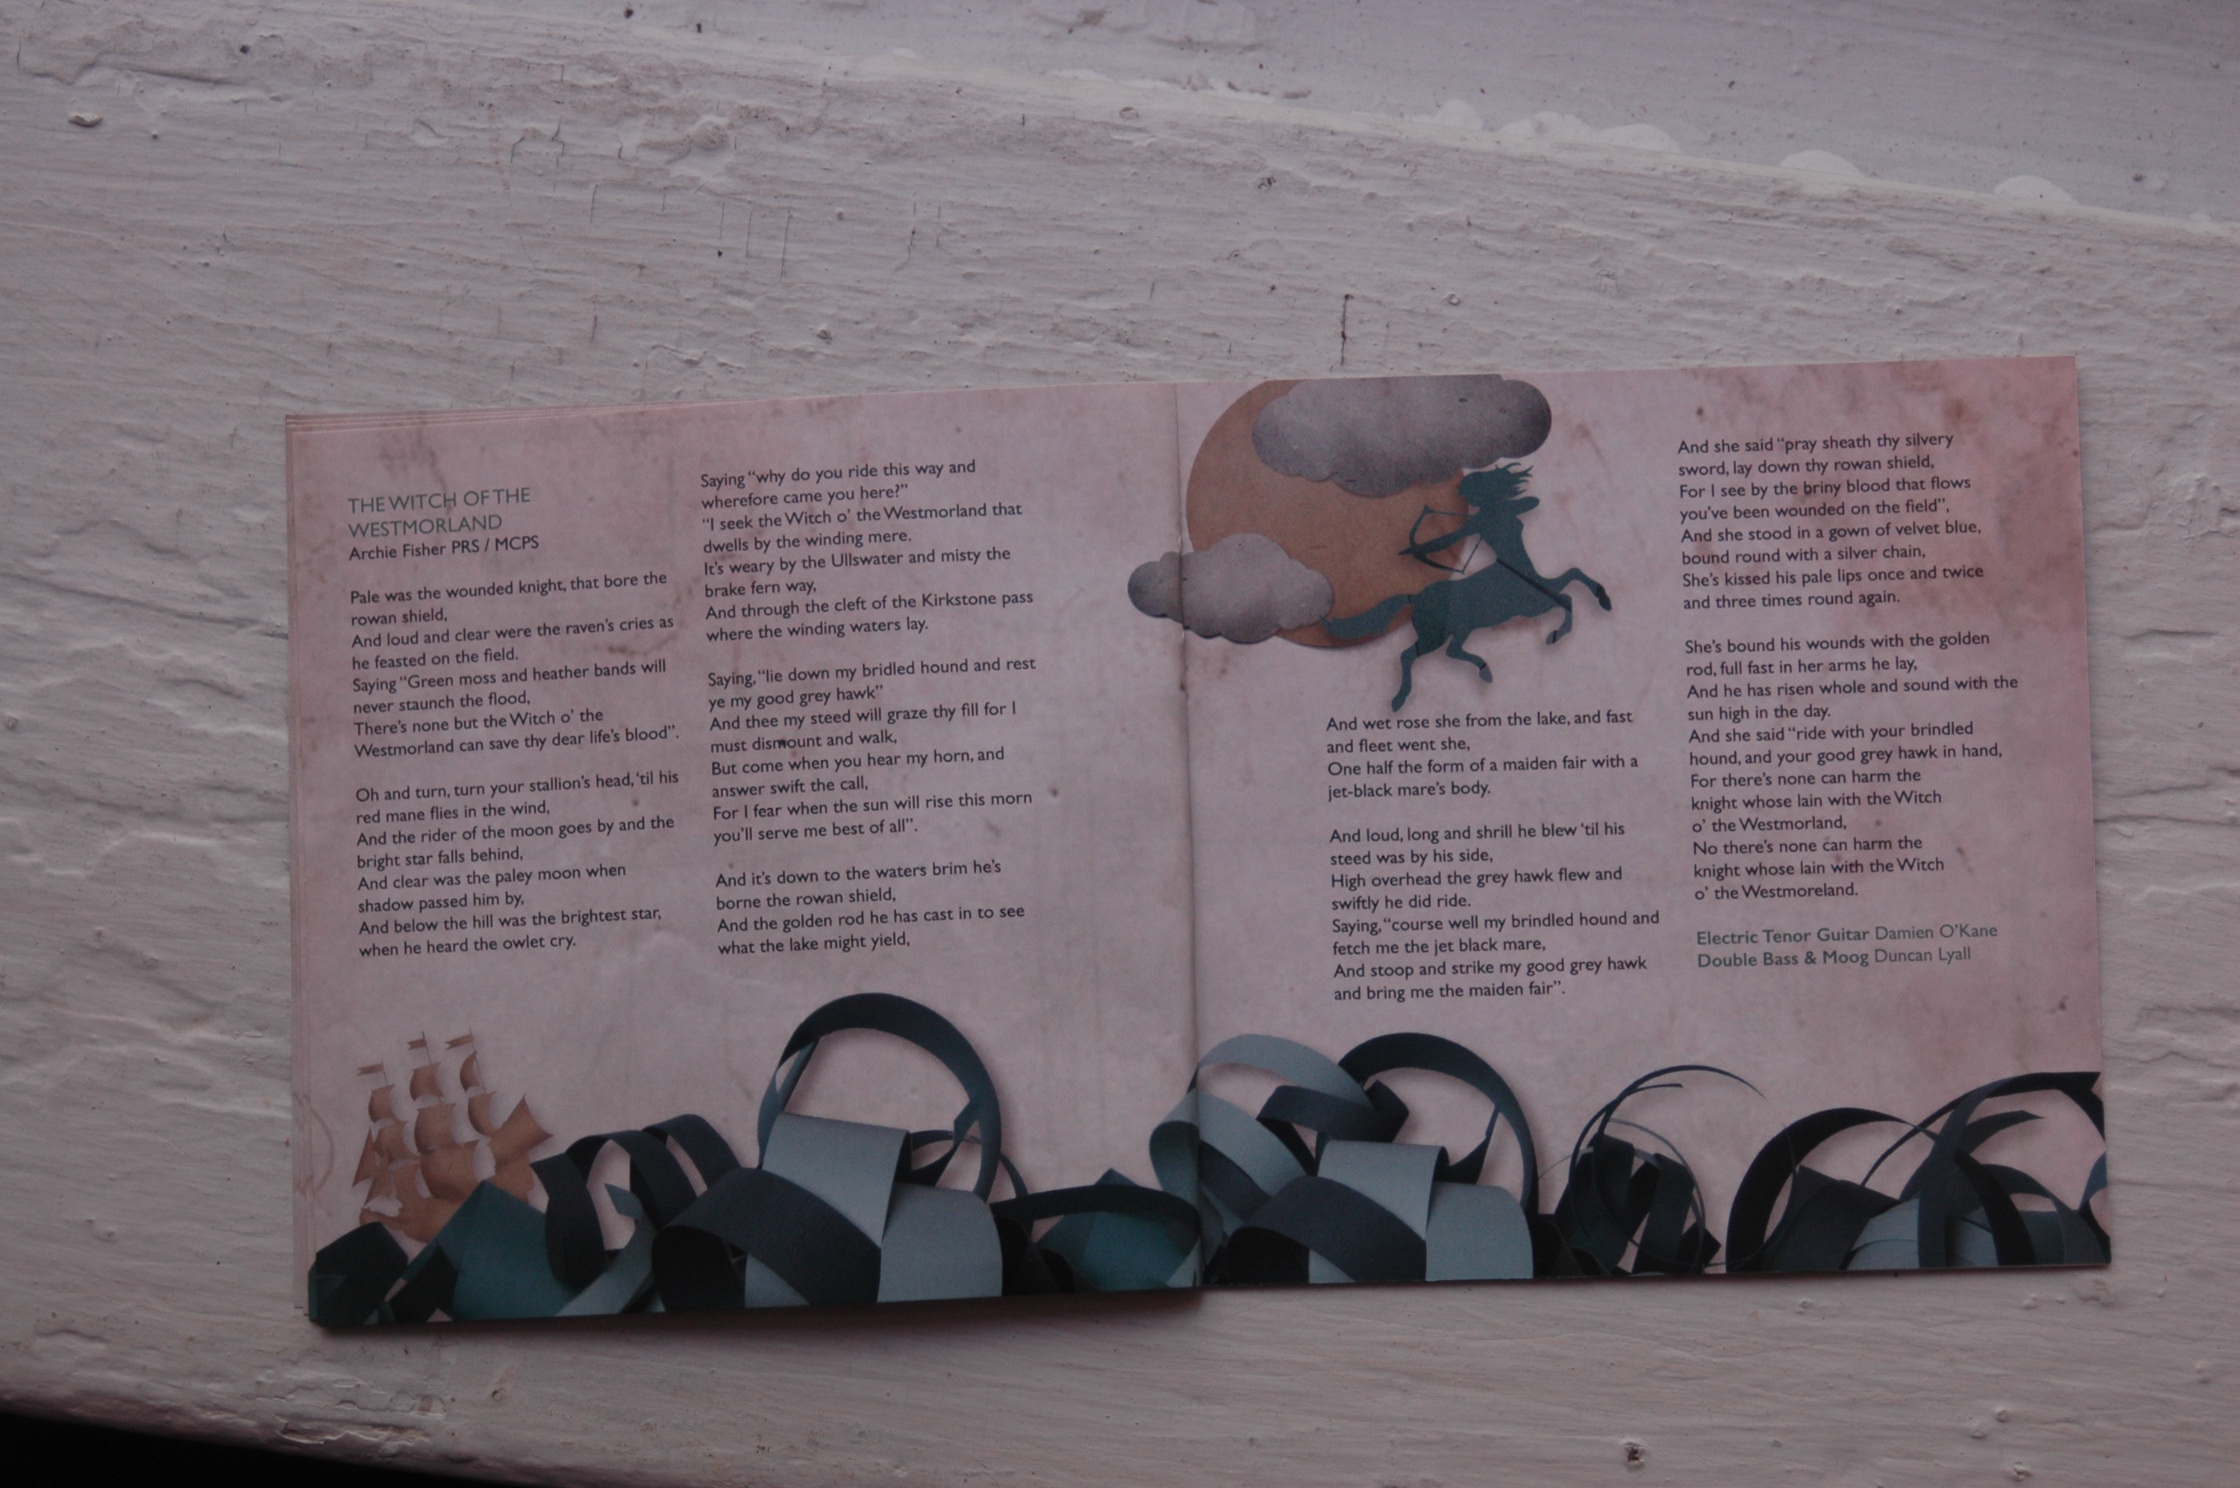 THE WITCH OF THE
WESTMORLAND
Archie Fisher PRS / MCPS
Pale was the wounded knight, that bore the
rowan shield,
And loud and clear were the raven's cries as
he feasted on the field.
Saying "Green moss and heather bands will
never staunch the flood,
There's none but the Witch o' the
Westmorland can save thy dear life's blood".
Oh and turn, turn your stallion's head, 'til his
red mane flies in the wind,
And the rider of the moon goes by and the
bright star falls behind,
And clear was the paley moon when
shadow passed him by,
And below the hill was the brightest star,
when he heard the owlet cry.
Saying "why do you ride this way and
wherefore came you here?"
"I seek the Witch o' the Westmorland that
dwells by the winding mere.
It's weary by the Ullswater and misty the
brake fern way,
And through the cleft of the Kirkstone pass
where the winding waters lay.
Saying, "lie down my bridled hound and rest
ye my good grey hawk"
And thee my steed will graze thy fill for I
must dismount and walk,
But come when you hear my horn, and
answer swift the call,
For I fear when the sun will rise this morn
you'll serve me best of all".
And it's down to the waters brim he's
borne the rowan shield,
And the golden rod he has cast in to see
what the lake might yield,
And wet rose she from the lake, and fast
and fleet went she,
One half the form of a maiden fair with a
jet-black mare's body.
And loud, long and shrill he blew 'til his
steed was by his side,
High overhead the grey hawk flew and
swiftly he did ride.
Saying, "course well my brindled hound and
fetch me the jet black mare,
And stoop and strike my good grey hawk
and bring me the maiden fair".
And she said "pray sheath thy silvery
sword, lay down thy rowan shield,
For I see by the briny blood that flows
you've been wounded on the field",
And she stood in a gown of velvet blue,
bound round with a silver chain,
She's kissed his pale lips once and twice
and three times round again.
She's bound his wounds with the golden
rod, full fast in her arms he lay,
And he has risen whole and sound with the
sun high in the day.
And she said "ride with your brindled
hound, and your good grey hawk in hand,
For there's none can harm the
knight whose lain with the Witch
o' the Westmorland,
No there's none can harm the
knight whose lain with the Witch
o' the Westmoreland.
Electric Tenor Guitar Damien O'Kane
Double Bass & Moog Duncan Lyall